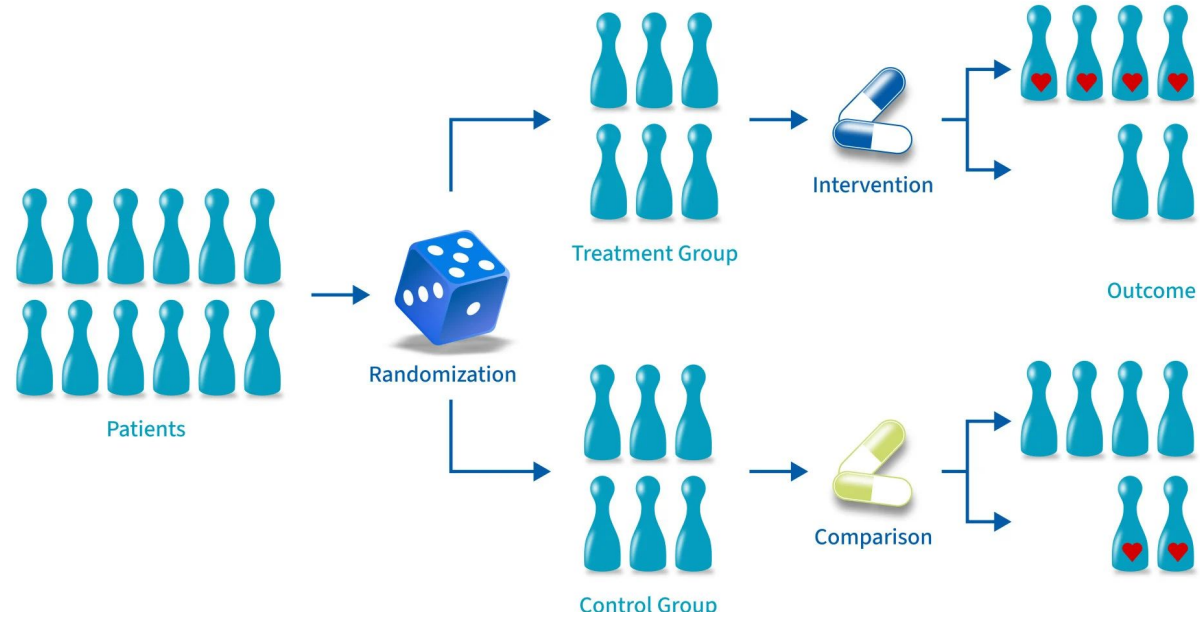 Patients
Randomization
Treatment Group
Intervention
Outcome
Control Group
Comparison